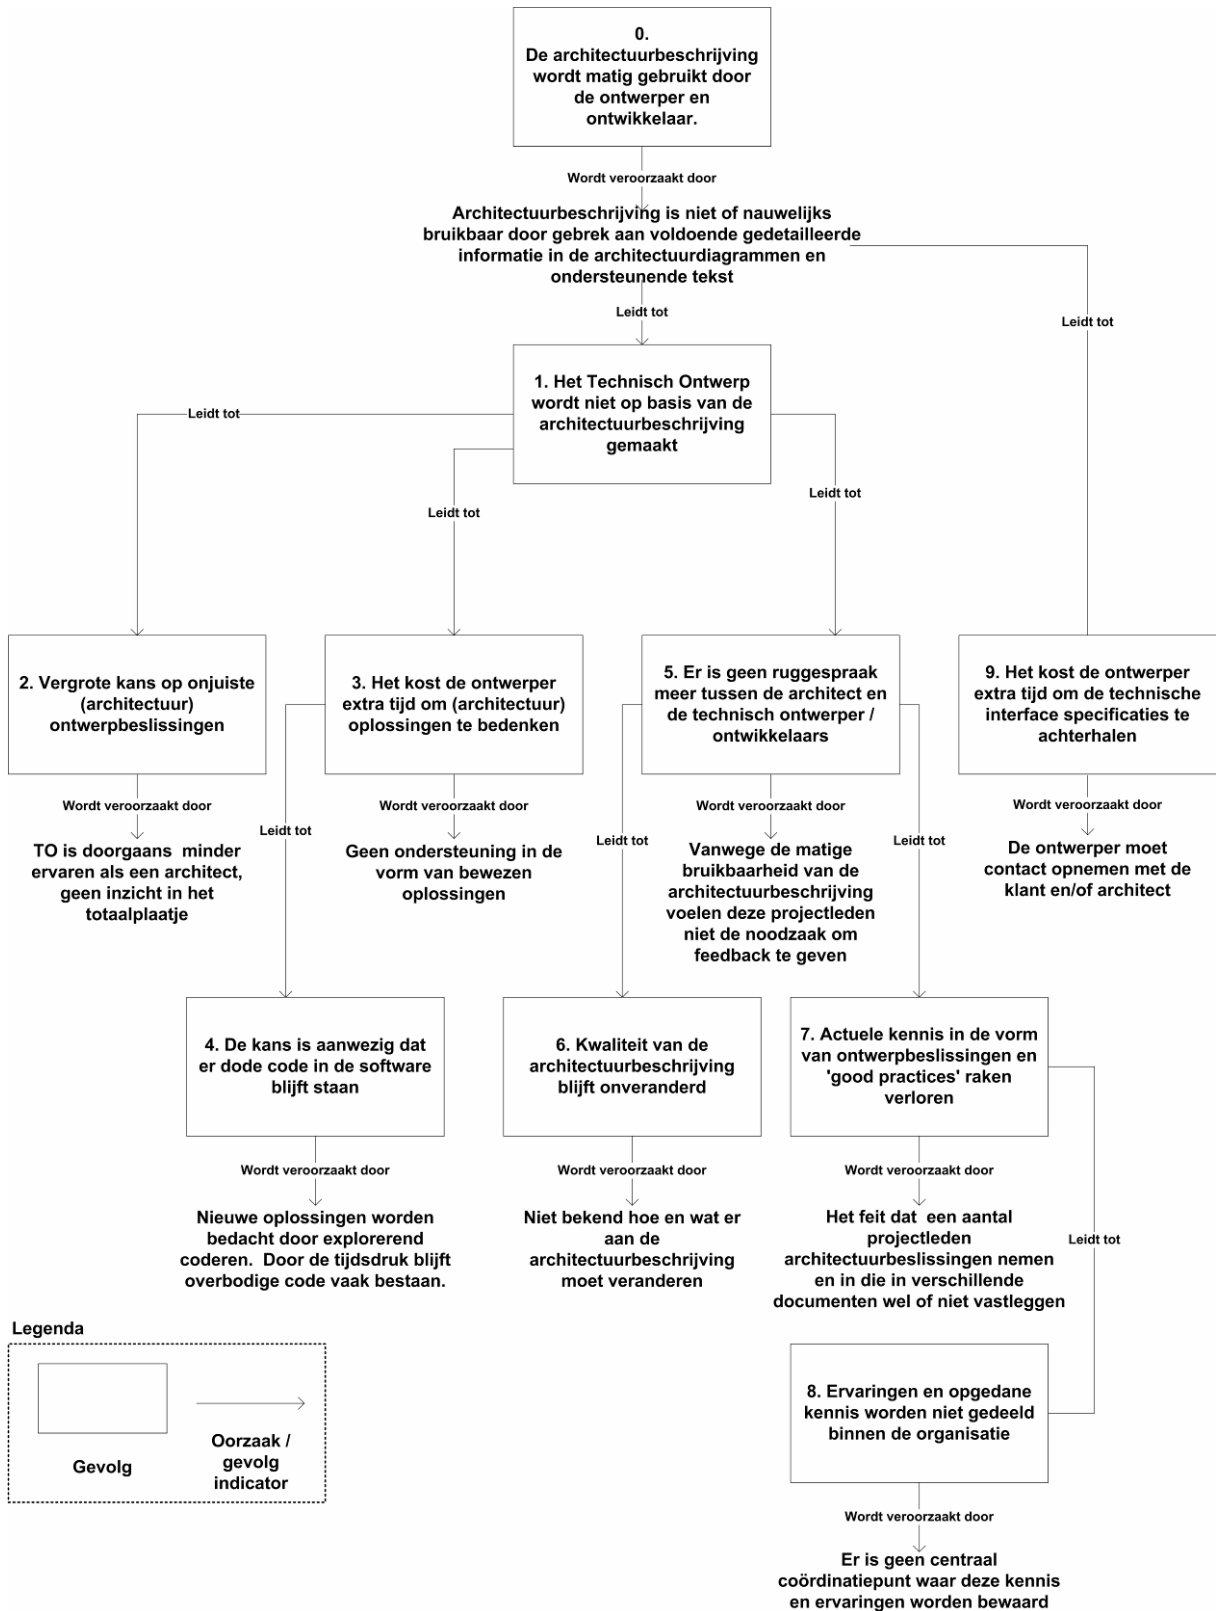 0.
De architectuurbeschrijving
wordt matig gebruikt door
de ontwerper en
ontwikkelaar.
Wordt veroorzaakt door
Architectuurbeschrijving is niet of nauwelijks
bruikbaar door gebrek aan voldoende gedetailleerde
informatie in de architectuurdiagrammen en
ondersteunende tekst
Leidt tot
Leidt tot
1. Het Technisch Ontwerp
wordt niet op basis van de
architectuurbeschrijving
gemaakt
Leidt tot
Leidt tot
Leidt tot
2. Vergrote kans op onjuiste
(architectuur)
ontwerpbeslissingen
Wordt veroorzaakt door
TO is doorgaans minder
ervaren als een architect,
geen inzicht in het
totaalplaatje
3. Het kost de ontwerper
extra tijd om (architectuur)
oplossingen te bedenken
Wordt veroorzaakt door
Geen ondersteuning in de
vorm van bewezen
oplossingen
Leidt tot
5. Er is geen ruggespraak
meer tussen de architect en
de technisch ontwerper /
ontwikkelaars
Wordt veroorzaakt door
Vanwege de matige
bruikbaarheid van de
architectuurbeschrijving
voelen deze projectleden
niet de noodzaak om
feedback te geven
Leidt tot
Leidt tot
9. Het kost de ontwerper
extra tijd om de technische
interface specificaties te
achterhalen
Wordt veroorzaakt door
De ontwerper moet
contact opnemen met de
klant en/of architect
4. De kans is aanwezig dat
er dode code in de software
blijft staan
Wordt veroorzaakt door
Nieuwe oplossingen worden
bedacht door explorerend
coderen. Door de tijdsdruk blijft
overbodige code vaak bestaan.
6. Kwaliteit van de
architectuurbeschrijving
blijft onveranderd
Wordt veroorzaakt door
Niet bekend hoe en wat er
aan de
architectuurbeschrijving
moet veranderen
7. Actuele kennis in de vorm
van ontwerpbeslissingen en
'good practices' raken
verloren
Wordt veroorzaakt door
Het feit dat een aantal
projectleden
architectuurbeslissingen nemen
en in die in verschillende
documenten wel of niet vastleggen
Leidt tot
8. Ervaringen en opgedane
kennis worden niet gedeeld
binnen de organisatie
Wordt veroorzaakt door
Er is geen centraal
coördinatiepunt waar deze kennis
en ervaringen worden bewaard
Legenda
Gevolg
Oorzaak /
gevolg
indicator